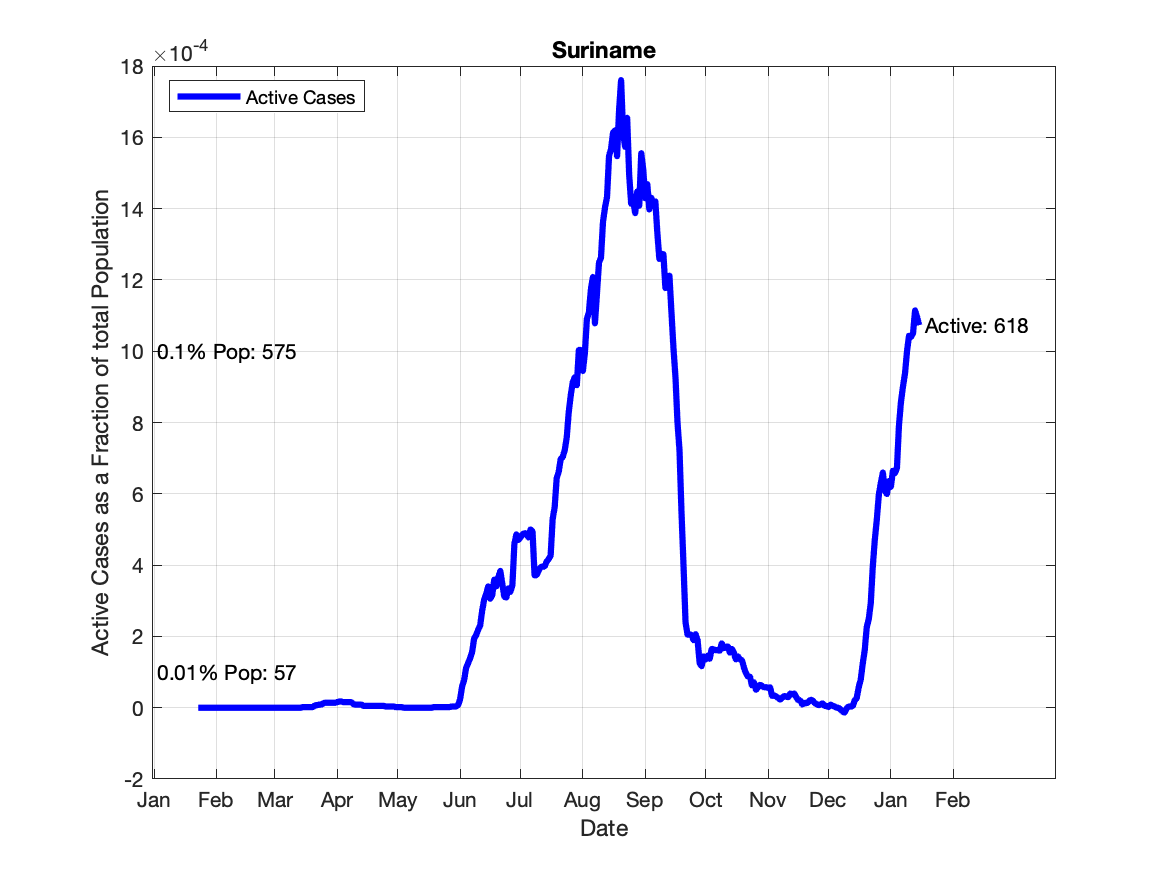 Suriname
×10-4
18
16
14
12
10
8
6
4
2
0
-2
Active Cases
0.1% Pop: 575
0.01% Pop: 57
Active: 618
Active Cases as a Fraction of total Population
Jan Feb Mar Apr May Jun Jul Aug Sep Oct Nov Dec Jan Feb
Date